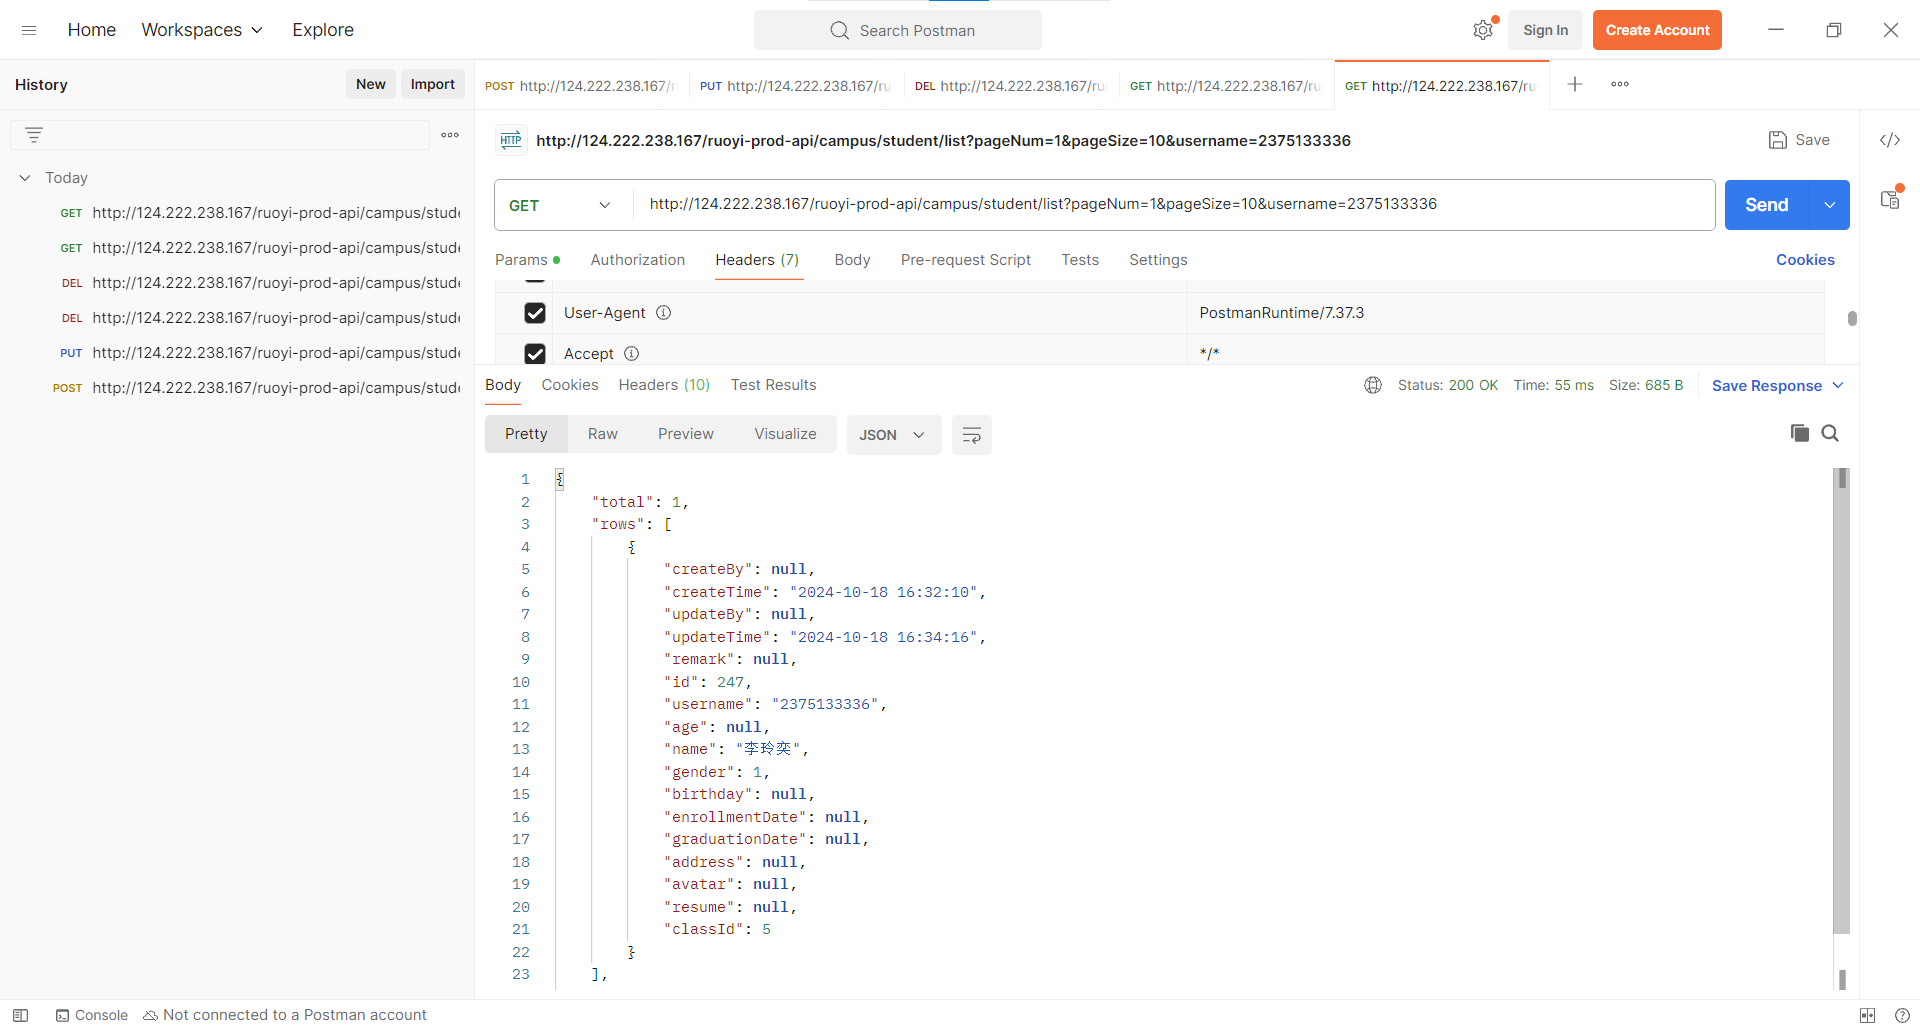 Home Workspaces Explore Search Postman Sign In Create Account
History New Import
POST http://124.222.238.167/r PUT http://124.222.238.167/ru DEL http://124.222.238.167/ru GET http://124.222.238.167/ru GET http://124.222.238.167/ru
HTTP http://124.222.238.167/ruoyi-prod-api/campus/student/list?pageNum=1&pageSize=10&username=2375133336 Save
Today
GET http://124.222.238.167/ruoyi-prod-api/campus/stude
GET http://124.222.238.167/ruoyi-prod-api/campus/stude
DEL http://124.222.238.167/ruoyi-prod-api/campus/stude
DEL http://124.222.238.167/ruoyi-prod-api/campus/stude
PUT http://124.222.238.167/ruoyi-prod-api/campus/stude
POST http://124.222.238.167/ruoyi-prod-api/campus/stude
GET http://124.222.238.167/ruoyi-prod-api/campus/student/list?pageNum=1&pageSize=10&username=2375133336 Send
Params Authorization Headers (7) Body Pre-request Script Tests Settings Cookies
User-Agent PostmanRuntime/7.37.3
Accept */*
Body Cookies Headers (10) Test Results Status: 200 OK Time: 55 ms Size: 685 B Save Response
Pretty Raw Preview Visualize JSON
1 {
2 "total": 1,
3 "rows": [
4 {
5 "createBy": null,
6 "createTime": "2024-10-18 16:32:10",
7 "updateBy": null,
8 "updateTime": "2024-10-18 16:34:16",
9 "remark": null,
10 "id": 247,
11 "username": "2375133336",
12 "age": null,
13 "name": "李玲奕",
14 "gender": 1,
15 "birthday": null,
16 "enrollmentDate": null,
17 "graduationDate": null,
18 "address": null,
19 "avatar": null,
20 "resume": null,
21 "classId": 5
22 }
23 ],
Console Not connected to a Postman account